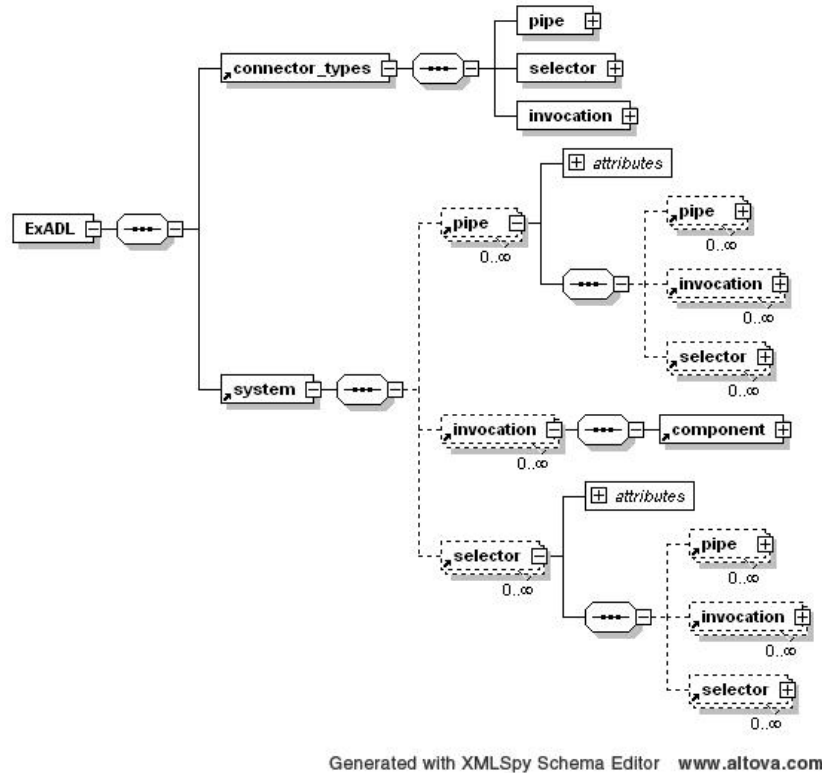 pipe
connector_types
selector
invocation
attributes
pipe
pipe
0..∞
0..∞
ExADL
invocation
0..∞
selector
0..∞
system
invocation
component
0..∞
attributes
selector
pipe
0..∞
0..∞
invocation
0..∞
selector
0..∞
Generated with XMLSpy Schema Editor www.altova.com